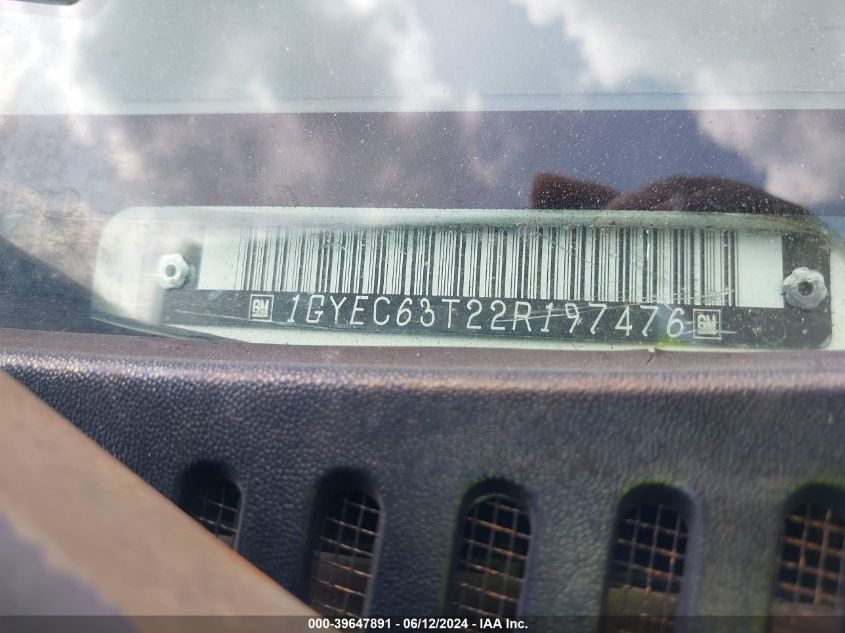 GM 1GYEC63T22R197476 GM
000-39647891 - 06/12/2024 - IAA Inc.